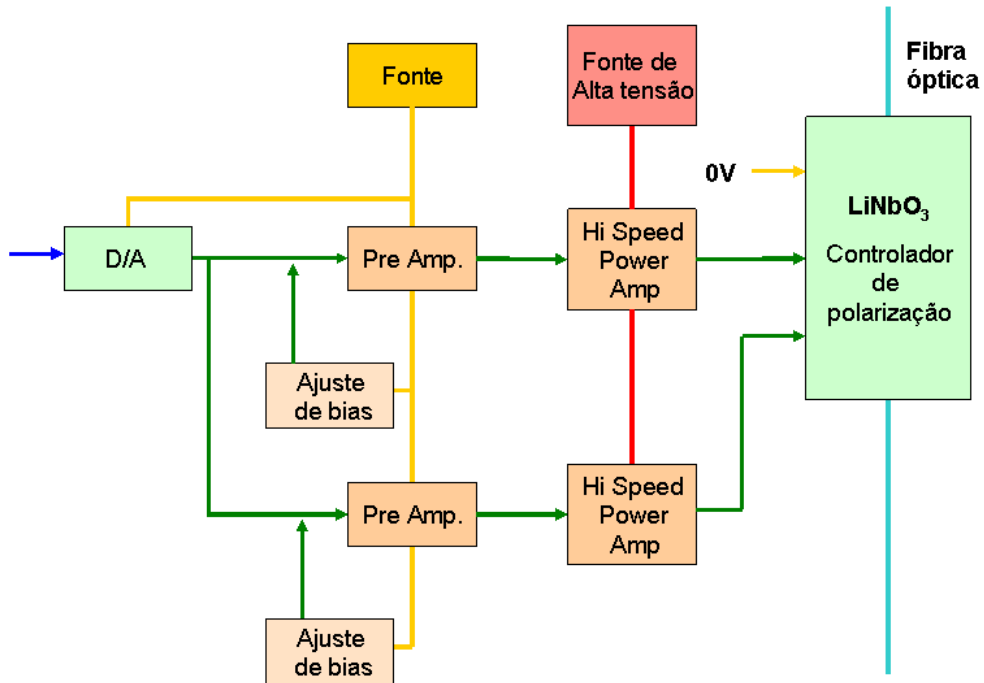 Fonte
Fonte de
Alta tensão
Fibra
óptica
0V
LiNbO₃
Controlador
de
polarização
D/A
Pre Amp.
Hi Speed
Power
Amp
Ajuste
de bias
Pre Amp.
Hi Speed
Power
Amp
Ajuste
de bias